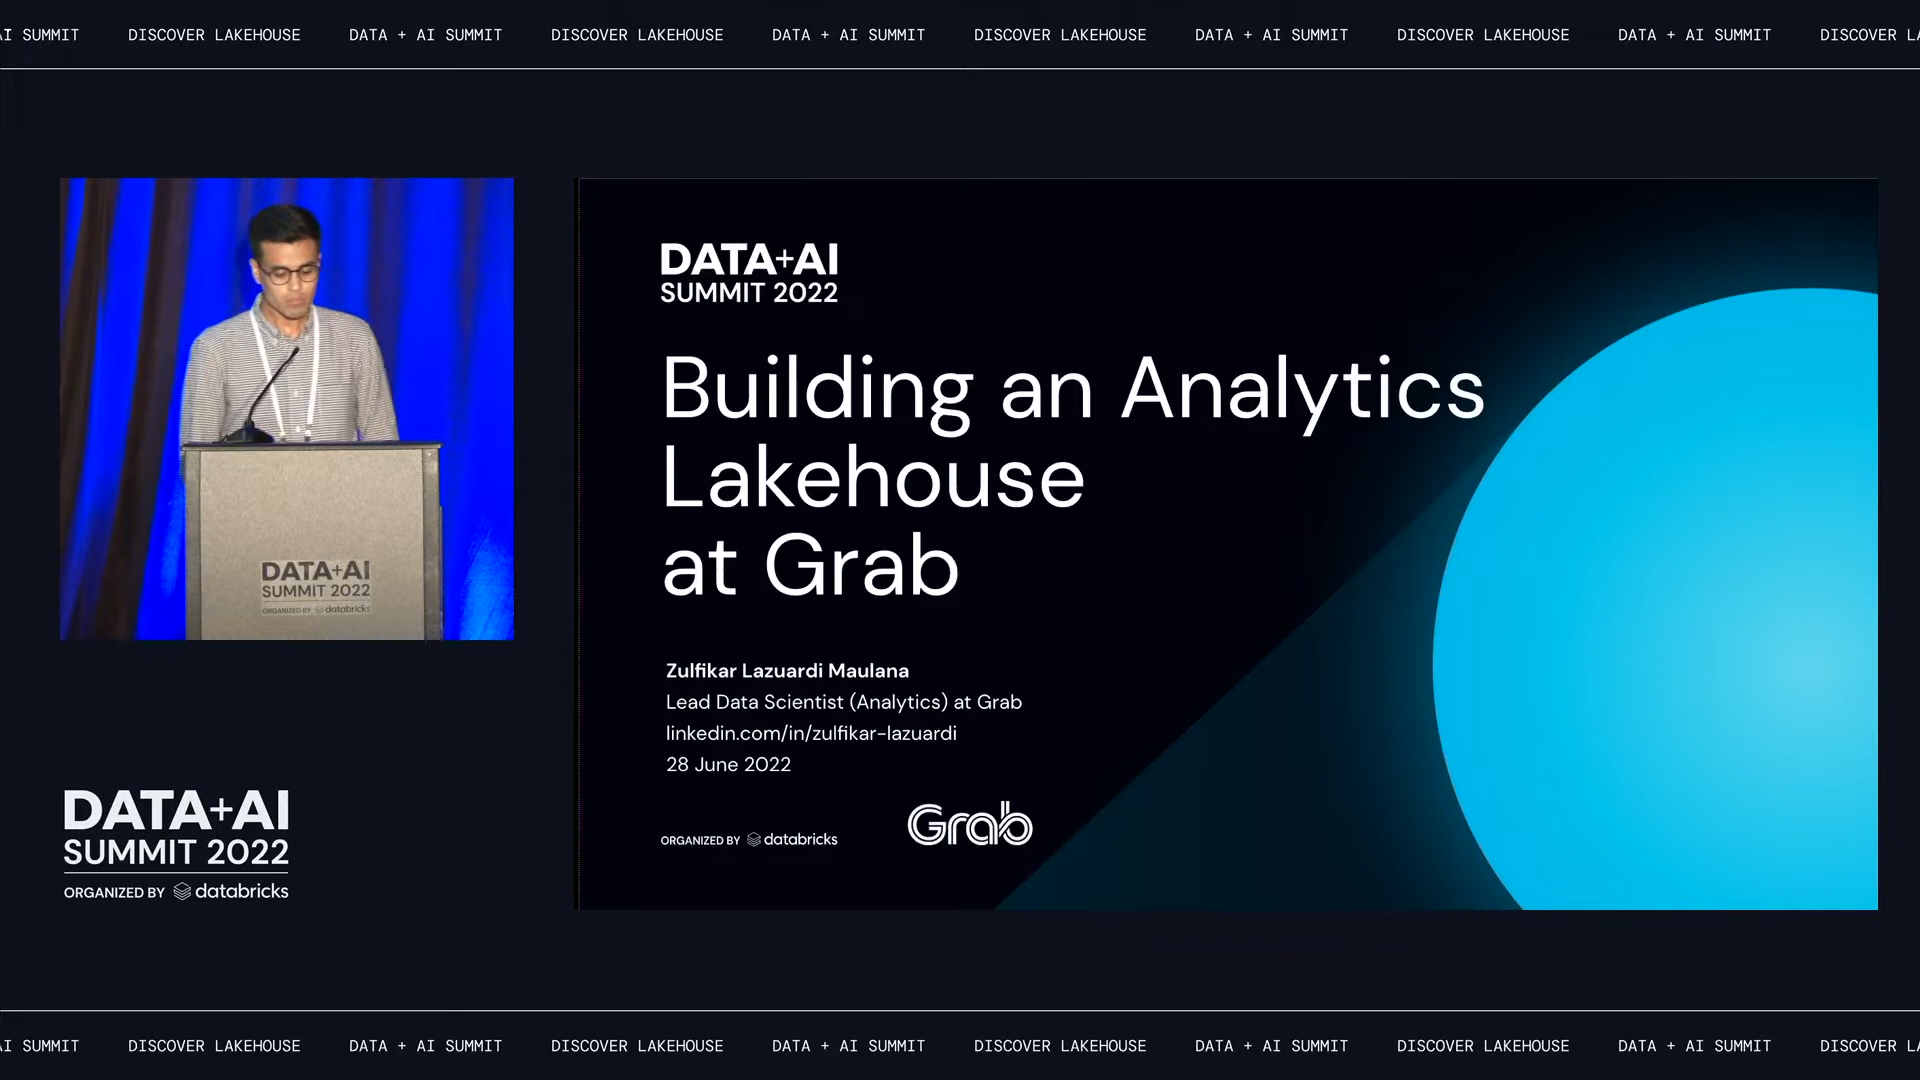 AI SUMMIT DISCOVER LAKEHOUSE DATA + AI SUMMIT DISCOVER LAKEHOUSE DATA + AI SUMMIT DISCOVER LAKEHOUSE DATA + AI SUMMIT DISCOVER LAKEHOUSE DATA + AI SUMMIT DISCOVER LA
DATA+AI
SUMMIT 2022
ORGANIZED BY databricks
DATA+AI
SUMMIT 2022
Building an Analytics
Lakehouse
at Grab
Zulfikar Lazuardi Maulana
Lead Data Scientist (Analytics) at Grab
linkedin.com/in/zulfikar-lazuardi
28 June 2022
ORGANIZED BY databricks
Grab
DATA+AI
SUMMIT 2022
ORGANIZED BY databricks
AI SUMMIT DISCOVER LAKEHOUSE DATA + AI SUMMIT DISCOVER LAKEHOUSE DATA + AI SUMMIT DISCOVER LAKEHOUSE DATA + AI SUMMIT DISCOVER LAKEHOUSE DATA + AI SUMMIT DISCOVER LA